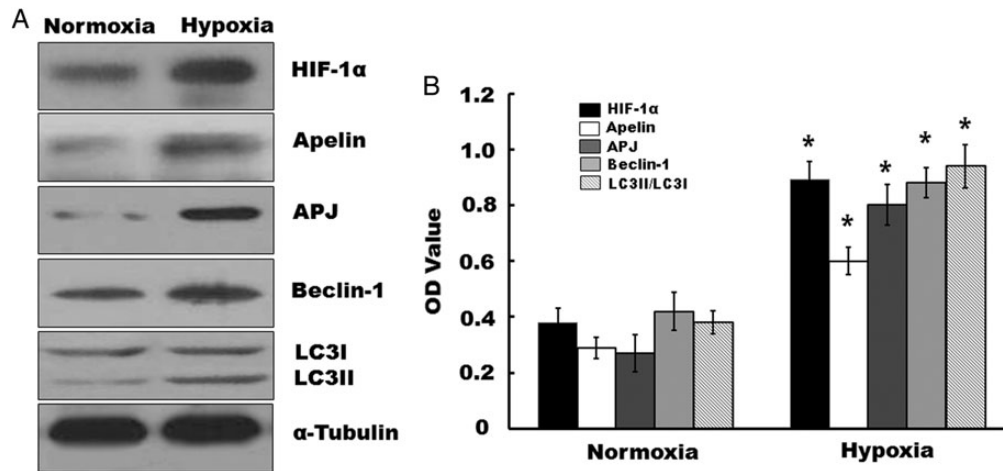 A
Normoxia Hypoxia
HIF-1α
Apelin
APJ
Beclin-1
LC3I
LC3II
α-Tubulin
B
1.2
1.0
0.8
0.6
0.4
0.2
0
OD Value
HIF-1α
Apelin
APJ
Beclin-1
LC3II/LC3I
* * * * *
Normoxia Hypoxia